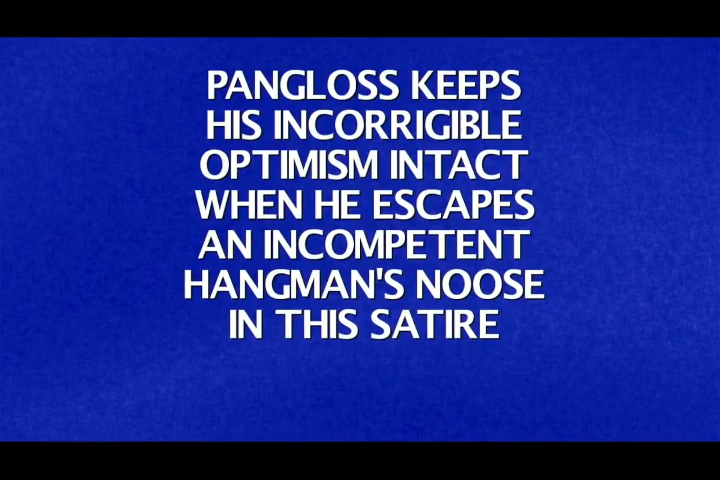 PANGLOSS KEEPS
HIS INCORRIGIBLE
OPTIMISM INTACT
WHEN HE ESCAPES
AN INCOMPETENT
HANGMAN'S NOOSE
IN THIS SATIRE